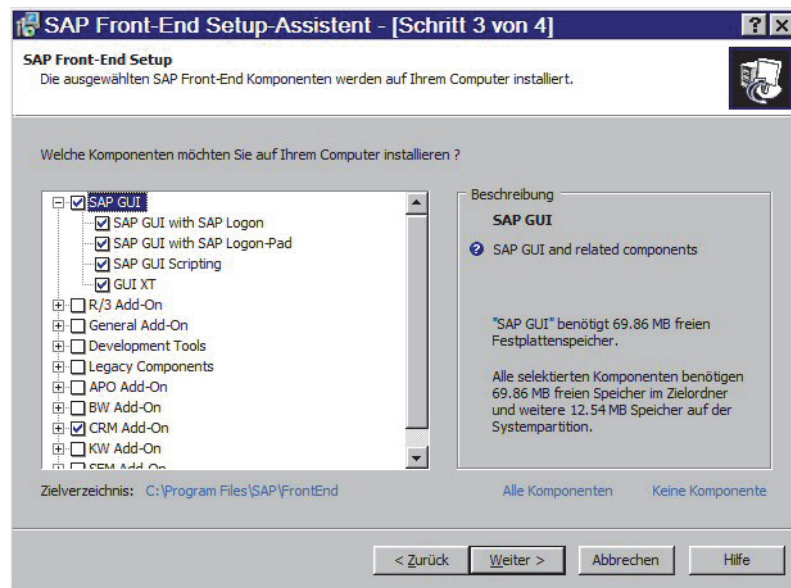 SAP Front-End Setup-Assistent - [Schritt 3 von 4]
SAP Front-End Setup
Die ausgewählten SAP Front-End Komponenten werden auf Ihrem Computer installiert.
Welche Komponenten möchten Sie auf Ihrem Computer installieren ?
SAP GUI
SAP GUI with SAP Logon
SAP GUI with SAP Logon-Pad
SAP GUI Scripting
GUI XT
R/3 Add-On
General Add-On
Development Tools
Legacy Components
APO Add-On
BW Add-On
CRM Add-On
KW Add-On
SEM Add-On
Beschreibung
SAP GUI
SAP GUI and related components
"SAP GUI" benötigt 69.86 MB freien
Festplattenspeicher.
Alle selektierten Komponenten benötigen
69.86 MB freien Speicher im Zielordner
und weitere 12.54 MB Speicher auf der
Systempartition.
Zielverzeichnis: C:\Program Files\SAP\FrontEnd
Alle Komponenten Keine Komponente
< Zurück Weiter > Abbrechen Hilfe